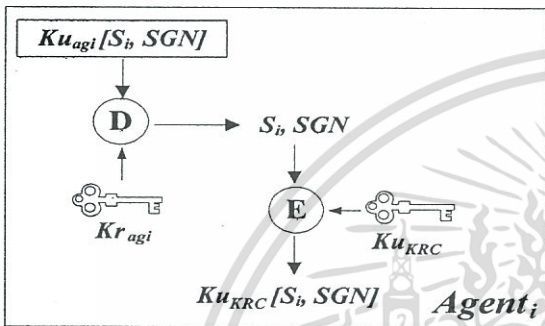 Ku_agi [S_i, SGN]
D
S_i, SGN
Kr_agi
E
Ku_KRC
Ku_KRC [S_i, SGN]
Agent_i